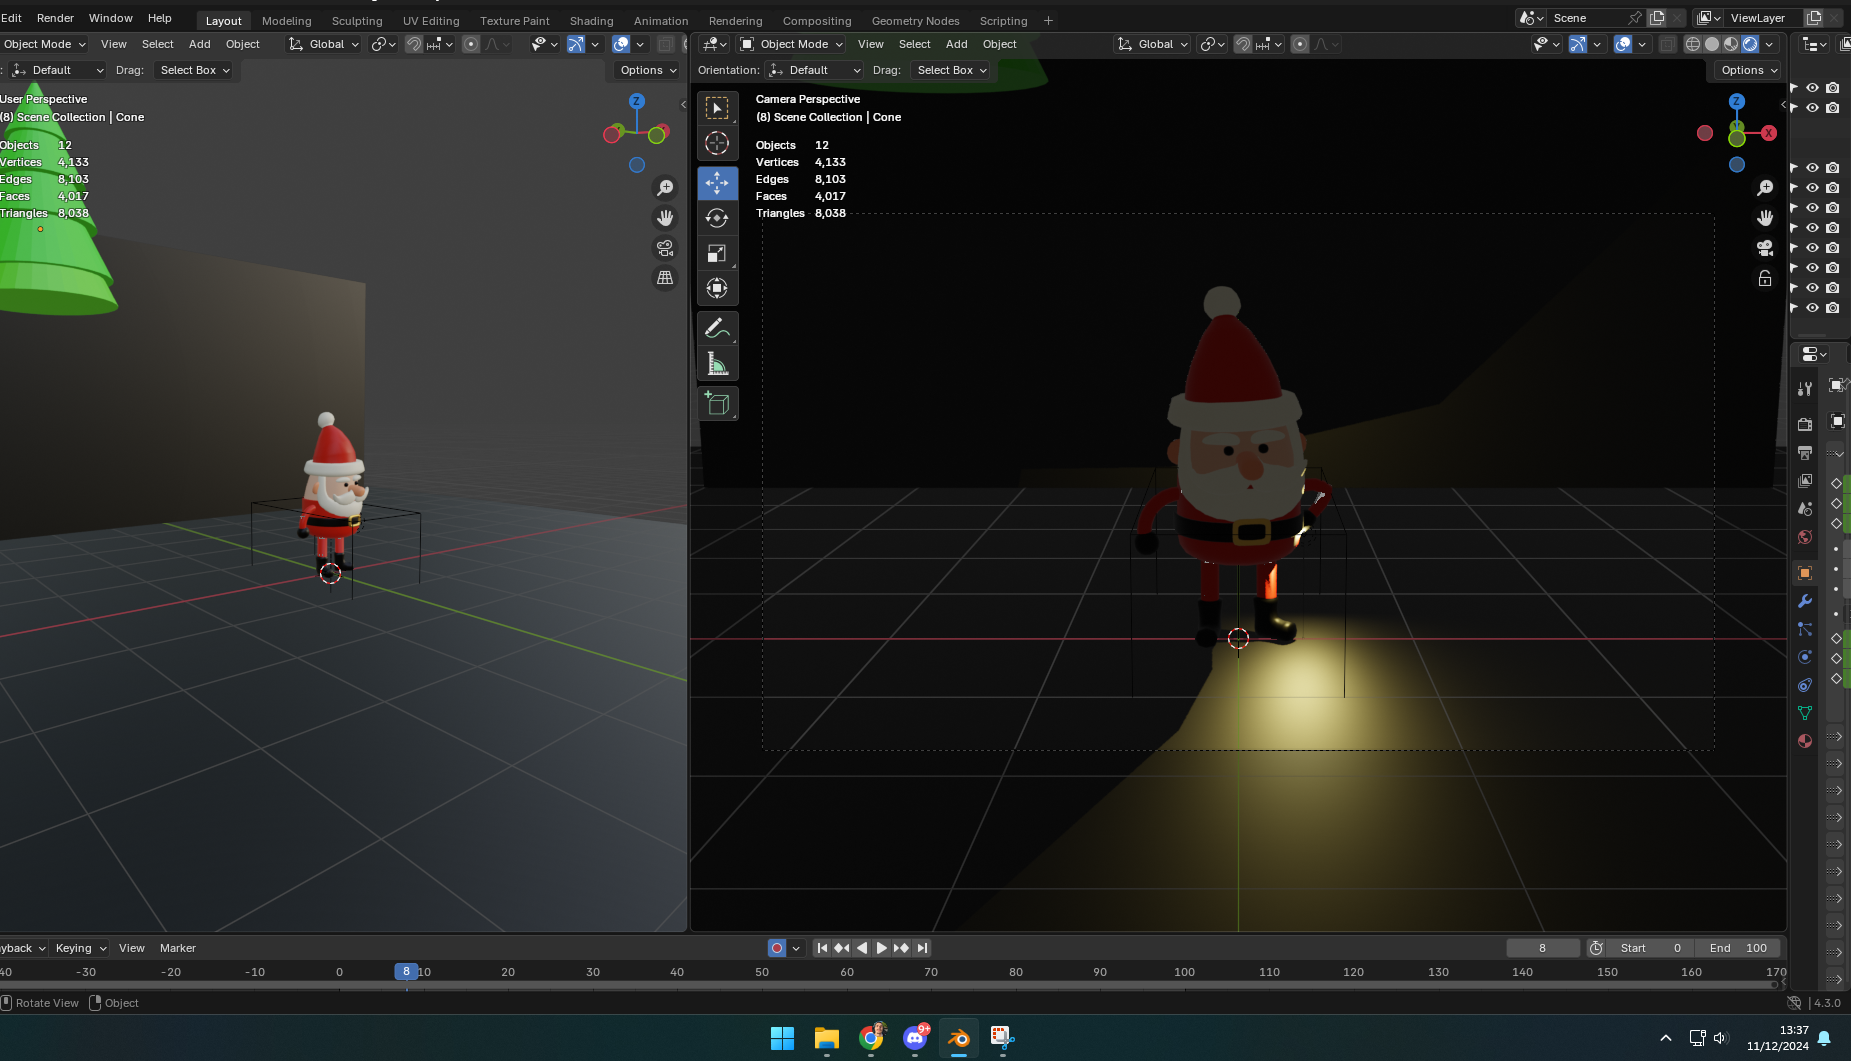 Edit Render Window Help
Layout Modeling Sculpting UV Editing Texture Paint Shading Animation Rendering Compositing Geometry Nodes Scripting +
Scene
ViewLayer
Object Mode View Select Add Object Global
Object Mode View Select Add Object Global
: Default Drag: Select Box Options
Orientation: Default Drag: Select Box Options
User Perspective
(8) Scene Collection | Cone
Objects 12
Vertices 4,133
Edges 8,103
Faces 4,017
Triangles 8,038
Z
Camera Perspective
(8) Scene Collection | Cone
Objects 12
Vertices 4,133
Edges 8,103
Faces 4,017
Triangles 8,038
Z
X
yback Keying View Marker
8 Start 0 End 100
40 -30 -20 -10 0 8 10 20 30 40 50 60 70 80 90 100 110 120 130 140 150 160 170
Rotate View Object
4.3.0
9+
13:37
11/12/2024